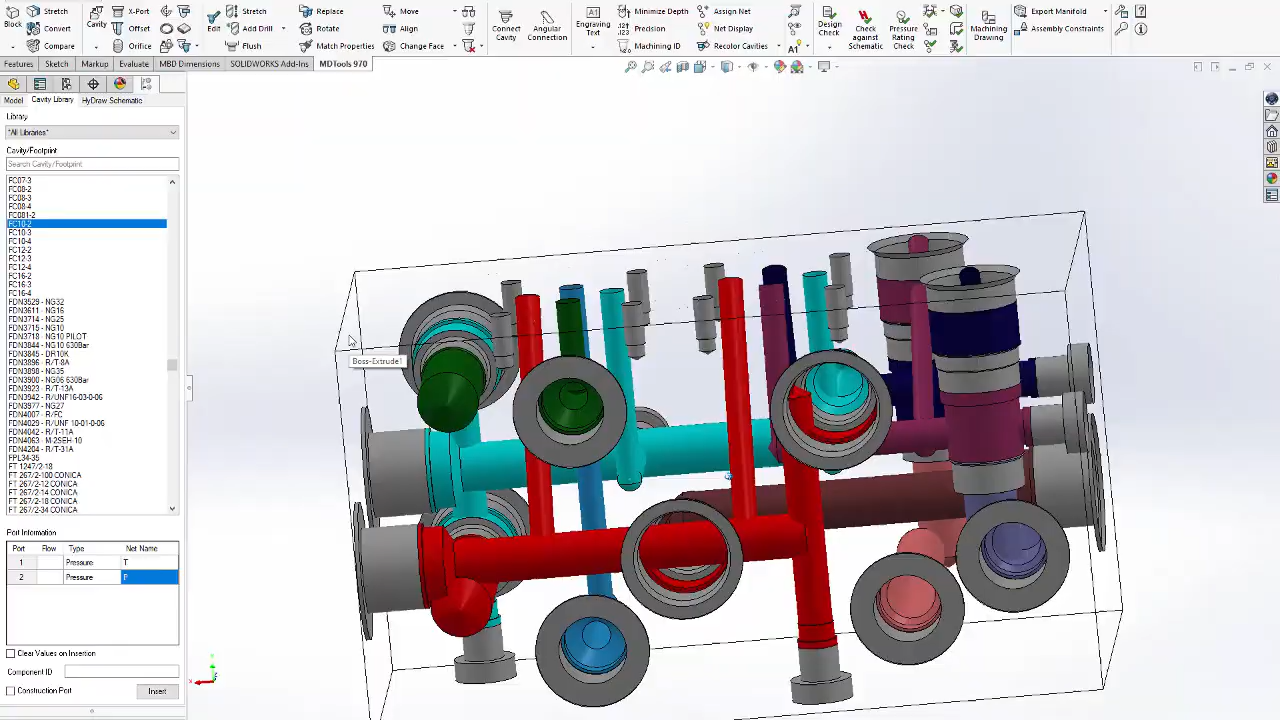 Block
Stretch
Convert
Compare
Cavity
X-Port
Offset
Orifice
Edit
Stretch
Add Drill
Flush
Replace
Rotate
Match Properties
Move
Align
Change Face
Connect
Cavity
Angular
Connection
A1
Engraving
Text
Minimize Depth
Precision
Machining ID
Assign Net
Net Display
Recolor Cavities
A1
Design
Check
Check
against
Schematic
Pressure
Rating
Check
Machining
Drawing
Export Manifold
Assembly Constraints
Features
Sketch
Markup
Evaluate
MBD Dimensions
SOLIDWORKS Add-Ins
MDTools 970
Model
Cavity Library
HyDraw Schematic
Library
*All Libraries*
Cavity/Footprint
Search Cavity/Footprint
FC07-3
FC08-2
FC08-3
FC08-4
FC081-2
FC10-2
FC10-3
FC10-4
FC12-2
FC12-3
FC12-4
FC16-2
FC16-3
FC16-4
FDN3529 - NG32
FDN3611 - NG16
FDN3714 - NG25
FDN3715 - NG10
FDN3718 - NG10 PILOT
FDN3844 - NG10 630Bar
FDN3845 - DR10K
FDN3896 - R/T-8A
FDN3898 - NG35
FDN3900 - NG06 630Bar
FDN3923 - R/T-13A
FDN3942 - R/UNF16-03-0-06
FDN3977 - NG27
FDN4007 - R/FC
FDN4029 - R/UNF 10-01-0-06
FDN4042 - R/T-11A
FDN4063 - M-2SEH 10
FDN4204 - R/T-31A
FPL34-35
FT 1247/2-18
FT 267/2-100 CONICA
FT 267/2-12 CONICA
FT 267/2-14 CONICA
FT 267/2-18 CONICA
FT 267/2-34 CONICA
Port Information
Port Flow Type Net Name
1 Pressure T
2 Pressure P
Clear Values on Insertion
Component ID
Construction Port
Insert
Boss-Extrude1